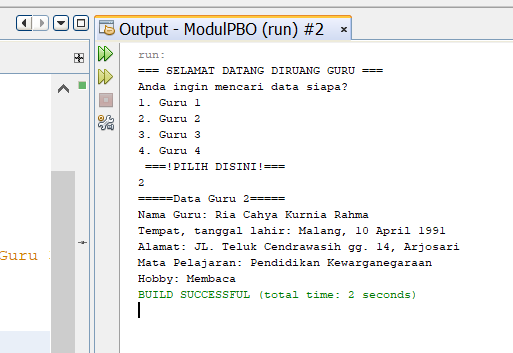 Output - ModulPBO (run) #2 ×
run:
=== SELAMAT DATANG DIRUANG GURU ===
Anda ingin mencari data siapa?
1. Guru 1
2. Guru 2
3. Guru 3
4. Guru 4
===!PILIH DISINI!===
2
=====Data Guru 2=====
Nama Guru: Ria Cahya Kurnia Rahma
Tempat, tanggal lahir: Malang, 10 April 1991
Alamat: JL. Teluk Cendrawasih gg. 14, Arjosari
Guru
Mata Pelajaran: Pendidikan Kewarganegaraan
Hobby: Membaca
BUILD SUCCESSFUL (total time: 2 seconds)